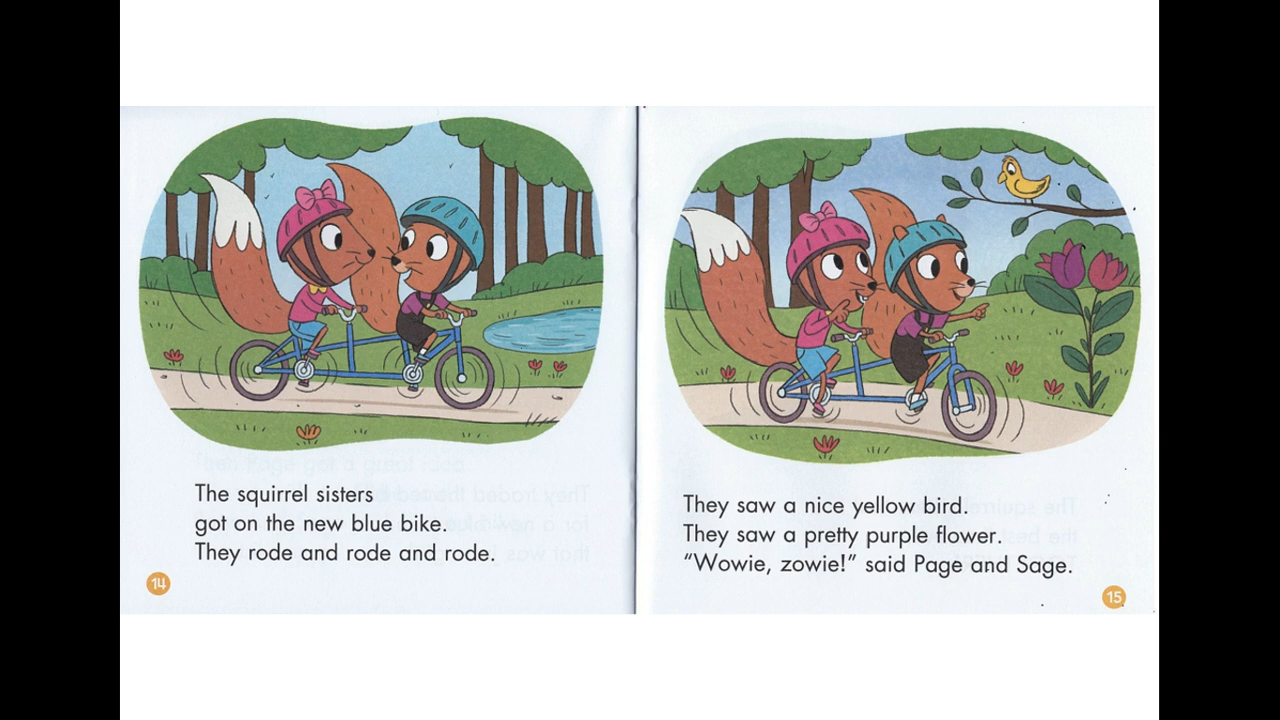 The squirrel sisters
got on the new blue bike.
They rode and rode and rode.
14
They saw a nice yellow bird.
They saw a pretty purple flower.
“Wowie, zowie!” said Page and Sage.
15